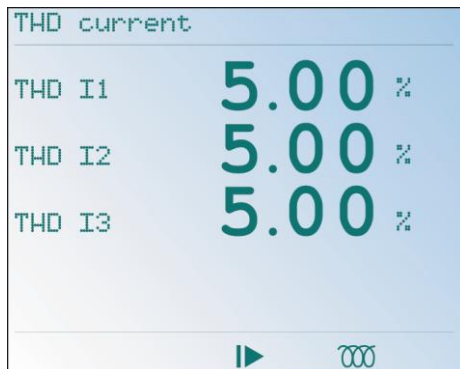 THD current
THD I1 5.00 %
THD I2 5.00 %
THD I3 5.00 %